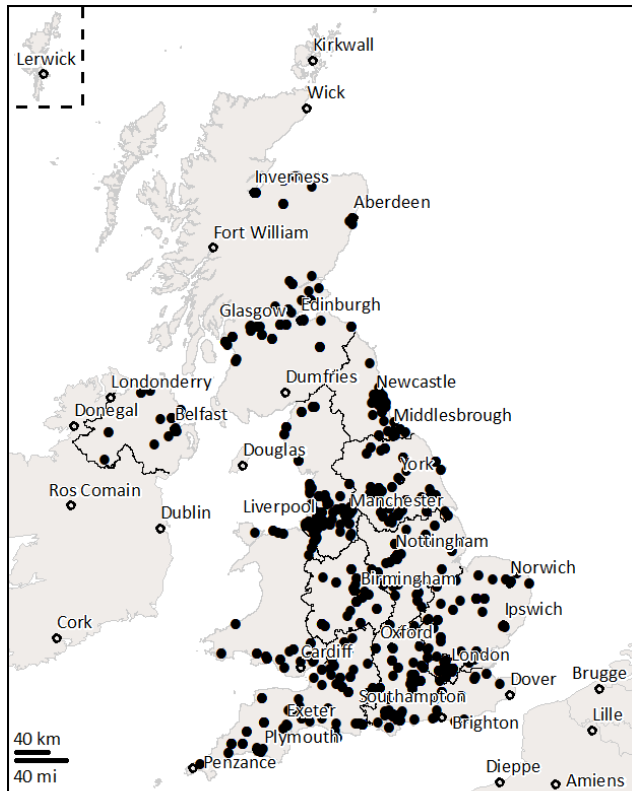 Kirkwall
Lerwick
Wick
Inverness
Aberdeen
Fort William
Glasgow
Edinburgh
Londonderry
Dumfries
Newcastle
Donegal
Belfast
Middlesbrough
Douglas
York
Ros Comain
Liverpool
Manchester
Dublin
Nottingham
Birmingham
Norwich
Ipswich
Cork
Oxford
Cardiff
London
Southampton
Dover
Brugge
Exeter
Brighton
Lille
Plymouth
40 km
40 mi
Penzance
Dieppe
Amiens